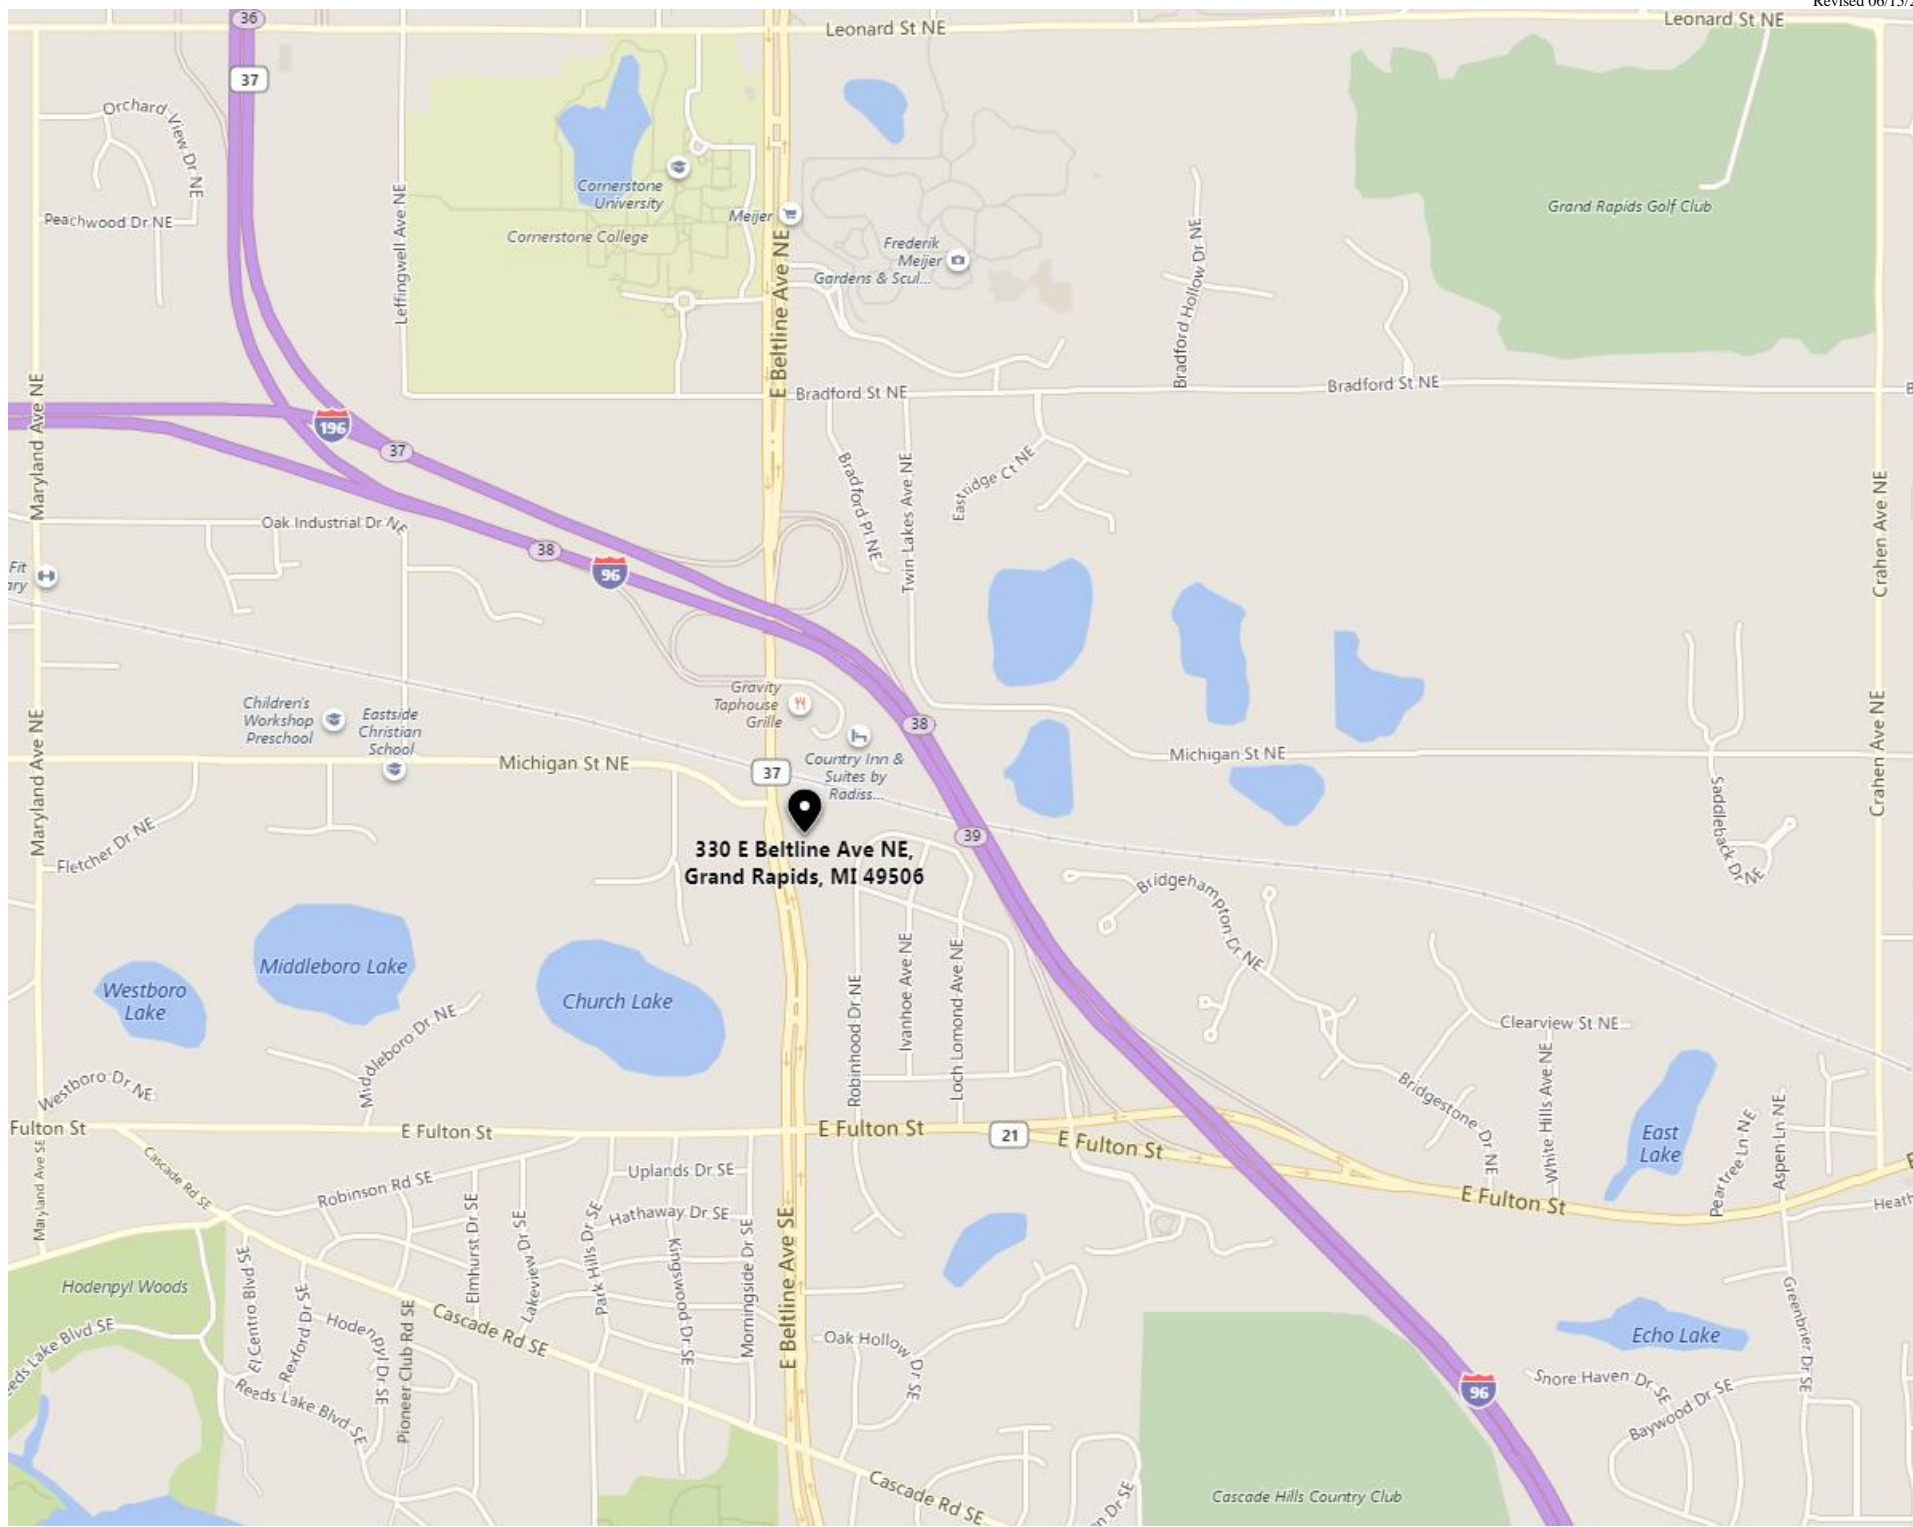 Revised 06/15/2
36
Leonard St NE
Leonard St NE
37
Orchard View Dr NE
Peachwood Dr NE
Leffingwell Ave NE
Cornerstone
University
Cornerstone College
Meijer
E Beltline Ave NE
Frederik
Meijer
Gardens & Scul...
Bradford Hollow Dr NE
Grand Rapids Golf Club
Maryland Ave NE
Bradford St NE
Bradford St NE
196
37
Bradford Pl NE
Twin Lakes Ave NE
Eastridge Ct NE
Crahen Ave NE
Oak Industrial Dr NE
38
96
Fit
ary
Children's
Workshop
Preschool
Eastside
Christian
School
Gravity
Taphouse
Grille
38
Maryland Ave NE
Michigan St NE
37
Country Inn &
Suites by
Radiss...
Michigan St NE
Crahen Ave NE
Saddleback Dr NE
330 E Beltline Ave NE,
Grand Rapids, MI 49506
39
Fletcher Dr NE
Bridgehampton Dr NE
Westboro
Lake
Middleboro Lake
Church Lake
Middleboro Dr NE
Westboro Dr NE
Robinhood Dr NE
Ivanhoe Ave NE
Loch Lomond Ave NE
Clearview St NE
White Hills Ave NE
Bridgestone Dr NE
East
Lake
Peartree Ln NE
Aspen Ln NE
Fulton St
E Fulton St
E Fulton St
21
E Fulton St
E Fulton St
Maryland Ave SE
Cascade Rd SE
Robinson Rd SE
Uplands Dr SE
Hathaway Dr SE
Heath
Hodenpyl Woods
El Centro Blvd SE
Rexford Dr SE
Hodenpyl Dr SE
Pioneer Club Rd SE
Elmhurst Dr SE
Lakeview Dr SE
Park Hills Dr SE
Kingswood Dr SE
Morningside Dr SE
E Beltline Ave SE
Oak Hollow Dr SE
Cascade Rd SE
eeds Lake Blvd SE
Reeds Lake Blvd SE
Echo Lake
Greenbrier Dr SE
Snore Haven Dr SE
Baywood Dr SE
96
Cascade Rd SE
n Dr SE
Cascade Hills Country Club